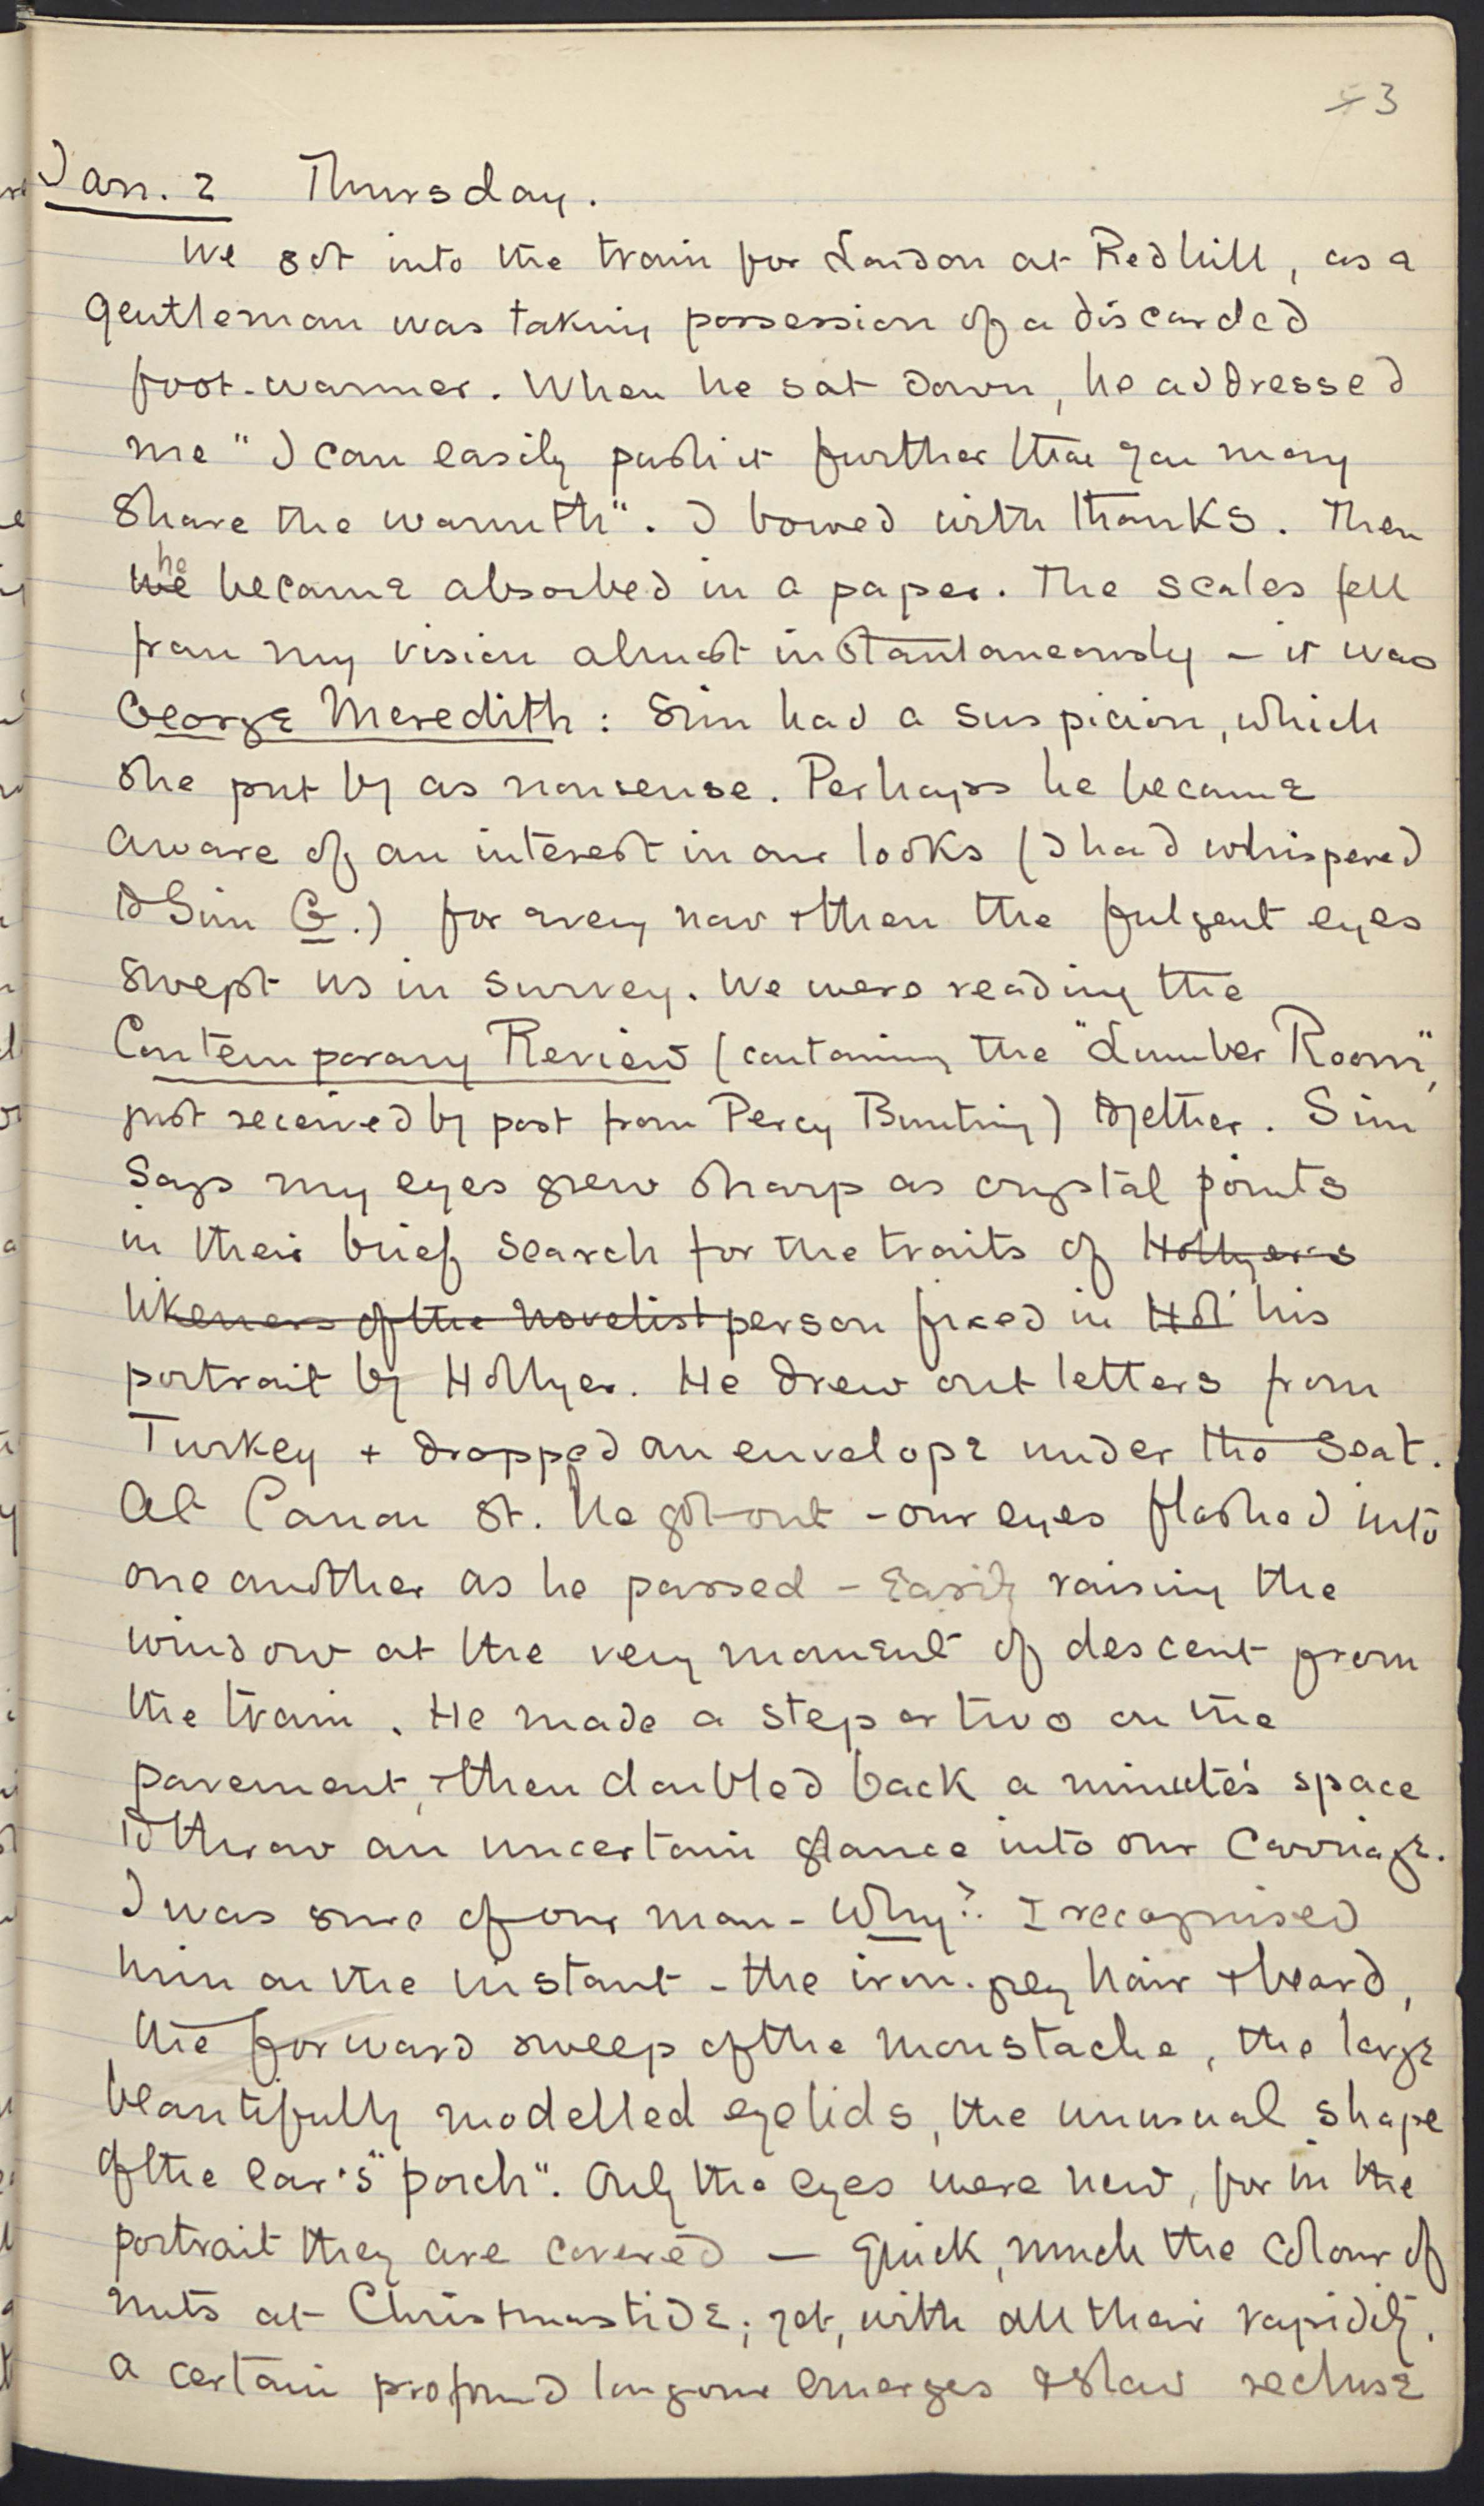 3
Jan. 2 Thursday.
We got into the train for London at Redhill, as a
gentleman was taking possession of a discarded
foot-warmer. When he sat down, he addressed
me "I can easily push it further that you may
share the warmth". I bowed with thanks. Then
we he became absorbed in a paper. The scales fell
from my vision almost instantaneously – it was
George Meredith: Sim had a suspicion, which
she put by as nonsense. Perhaps he became
aware of an interest in our looks (I had whispered
to Sim G.) for every now + then the fulgent eyes
swept us in survey. We were reading the
Contemporary Review (containing the "Lumber Room",
just received by post from Percy Bunting) together. Sim
says my eyes grew sharp as crystal points
in their brief search for the traits of Hollyer's
likeness of the novelist person fixed in Hol his
portrait by Hollyer. He drew out letters from
Turkey + dropped an envelope under the seat.
At Canon St. he got out – our eyes flashed into
one another as he passed – Easily raising the
window at the very moment of descent from
the train. He made a step or two on the
pavement, + then doubled back a minute's space
to throw an uncertain glance into our carriage.
I was sure of our man – Why? I recognised
him on the instant – the iron-grey hair + beard,
the forward sweep of the moustache, the large
beautifully modelled eyelids, the unusual shape
of the ear's "porch". Only the eyes were new, for in the
portrait they are covered — quick, much the colour of
nuts at Christmastide; yet, with all their rapidity,
a certain profound langour emerges slow recluse